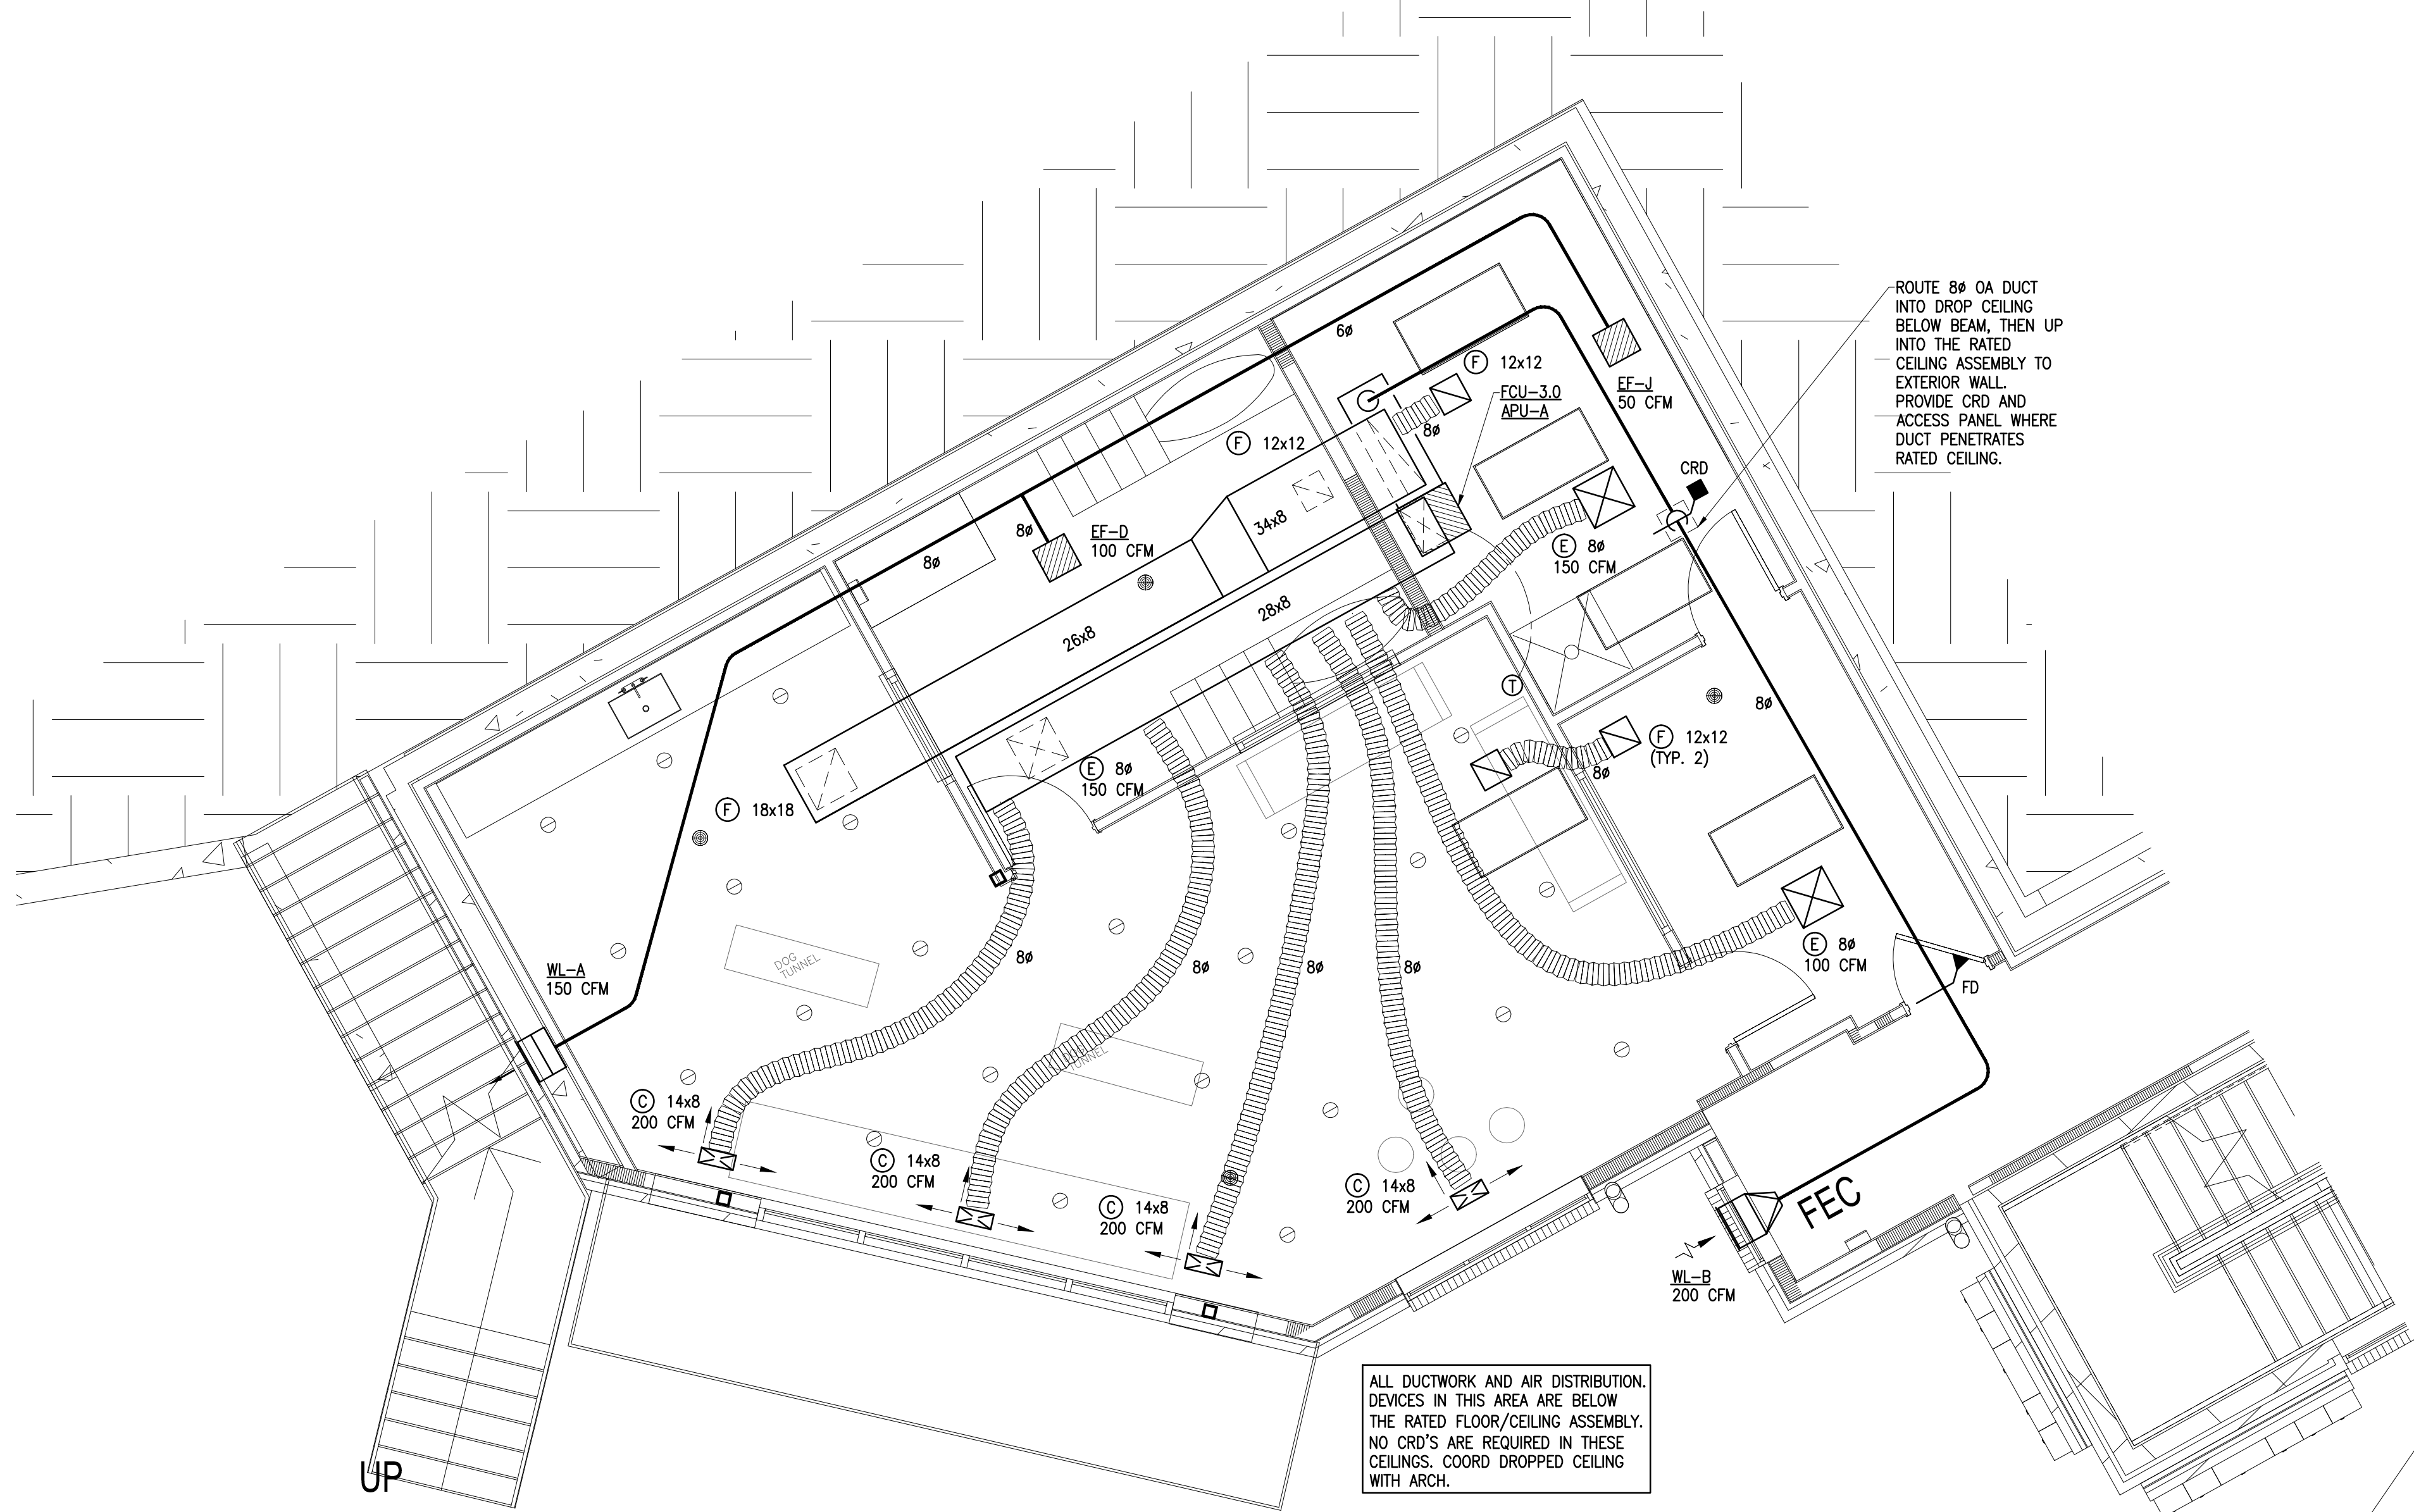 ROUTE 8ø OA DUCT
INTO DROP CEILING
BELOW BEAM, THEN UP
INTO THE RATED
CEILING ASSEMBLY TO
EXTERIOR WALL.
PROVIDE CRD AND
ACCESS PANEL WHERE
DUCT PENETRATES
RATED CEILING.
6ø
F 12x12
FCU-3.0
APU-A
EF-J
50 CFM
8ø
F 12x12
CRD
34x8
EF-D
100 CFM
8ø
8ø
E 8ø
150 CFM
28x8
26x8
T
8ø
F 12x12
(TYP. 2)
8ø
E 8ø
150 CFM
F 18x18
DOG
TUNNEL
WL-A
150 CFM
8ø
8ø
8ø
8ø
E 8ø
100 CFM
FD
TUNNEL
C 14x8
200 CFM
C 14x8
200 CFM
C 14x8
200 CFM
C 14x8
200 CFM
FEC
WL-B
200 CFM
UP
ALL DUCTWORK AND AIR DISTRIBUTION.
DEVICES IN THIS AREA ARE BELOW
THE RATED FLOOR/CEILING ASSEMBLY.
NO CRD'S ARE REQUIRED IN THESE
CEILINGS. COORD DROPPED CEILING
WITH ARCH.